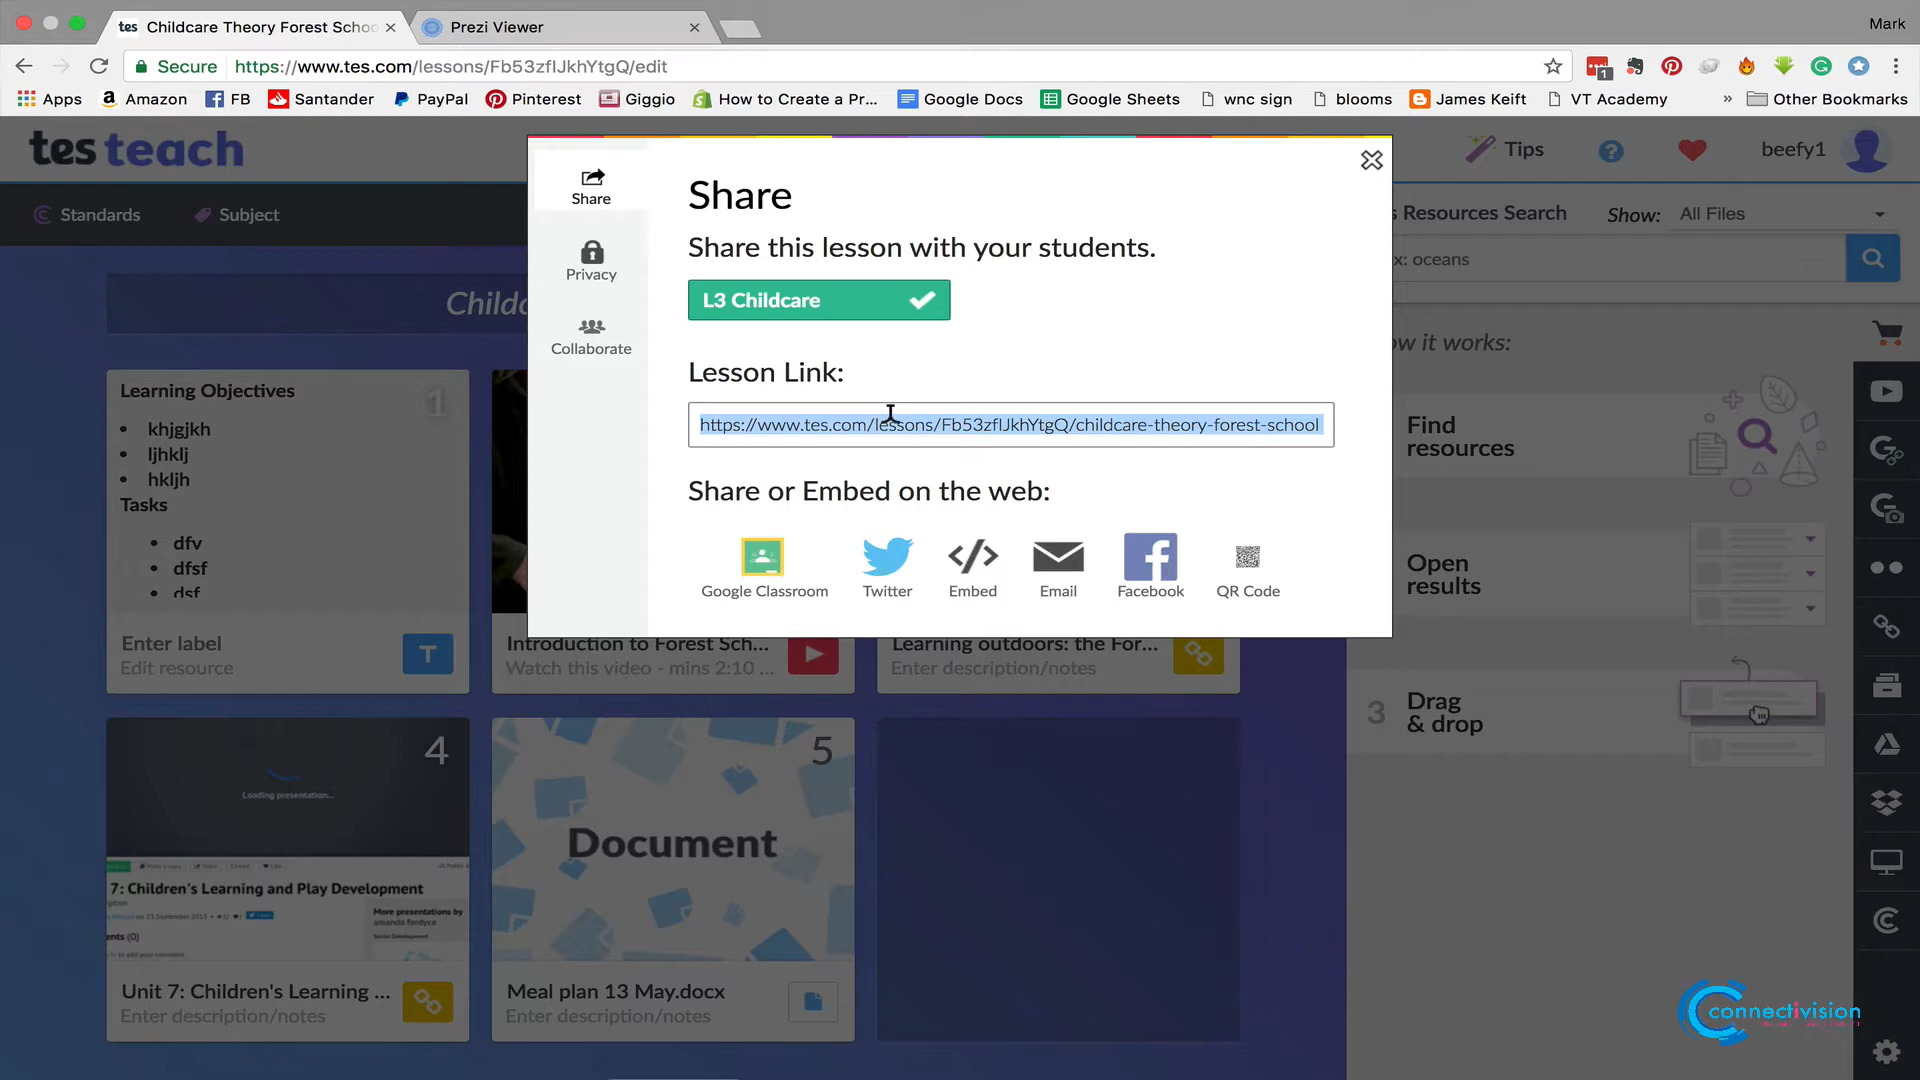 tes Childcare Theory Forest Schoo
Prezi Viewer
Mark
Secure https://www.tes.com/lessons/Fb53zfIJkhYtgQ/edit
1
Apps Amazon FB Santander PayPal Pinterest Giggio How to Create a Pr... Google Docs Google Sheets wnc sign blooms James Keift VT Academy » Other Bookmarks
tes teach
Tips
beefy1
Standards Subject
s Resources Search Show: All Files
x: oceans
Share
Privacy
Collaborate
Share
Share this lesson with your students.
L3 Childcare
Lesson Link:
https://www.tes.com/lessons/Fb53zfIJkhYtgQ/childcare-theory-forest-school
Share or Embed on the web:
Google Classroom Twitter Embed Email Facebook QR Code
Childc
Learning Objectives 1
• khjgjkh
• ljhklj
• hkljh
Tasks
• dfv
• dfsf
• dsf
Enter label
Edit resource
T
Introduction to Forest Sch...
Watch this video - mins 2:10 ...
Learning outdoors: the For...
Enter description/notes
4
Loading presentation...
7: Children's Learning and Play Development
More presentations by
amanda fordyce
Social Development
Unit 7: Children's Learning ...
Enter description/notes
5
Document
Meal plan 13 May.docx
Enter description/notes
ow it works:
Find
resources
Open
results
3 Drag
& drop
connectivision